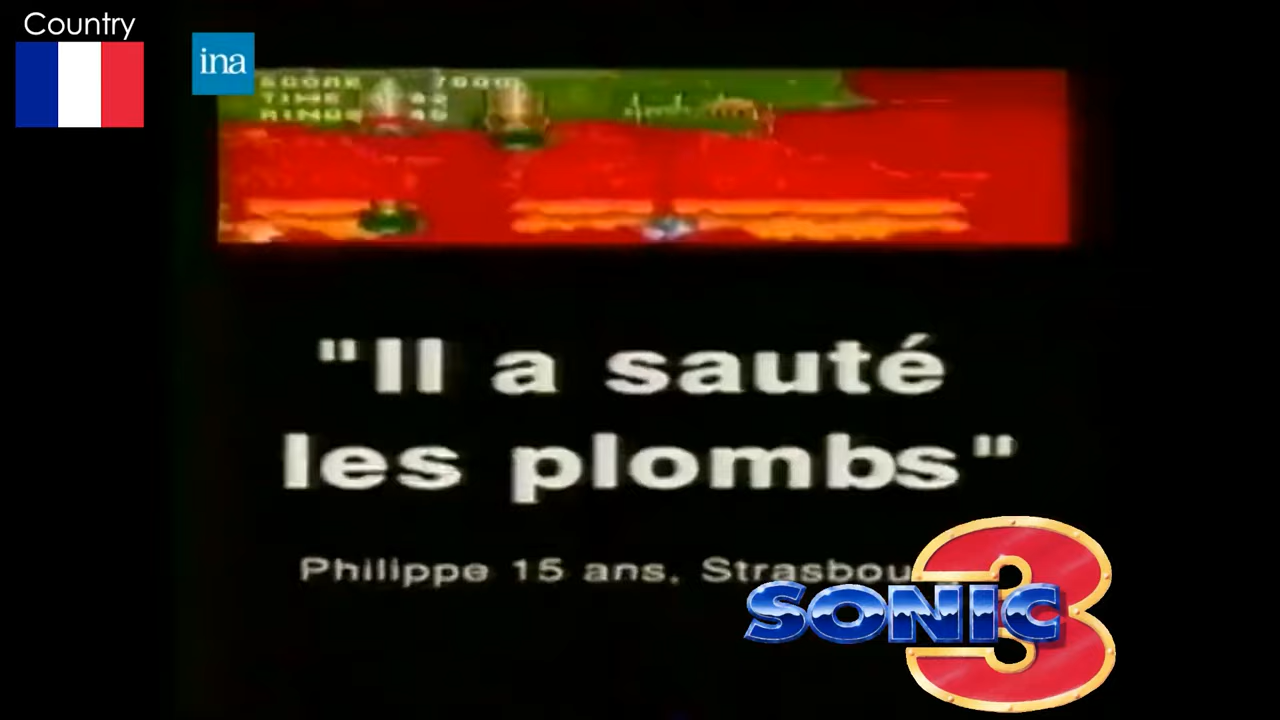 Country
ina
SCORE
TIME
RINGS
"Il a sauté
les plombs"
Philippe 15 ans, Strasbou
SONIC
3